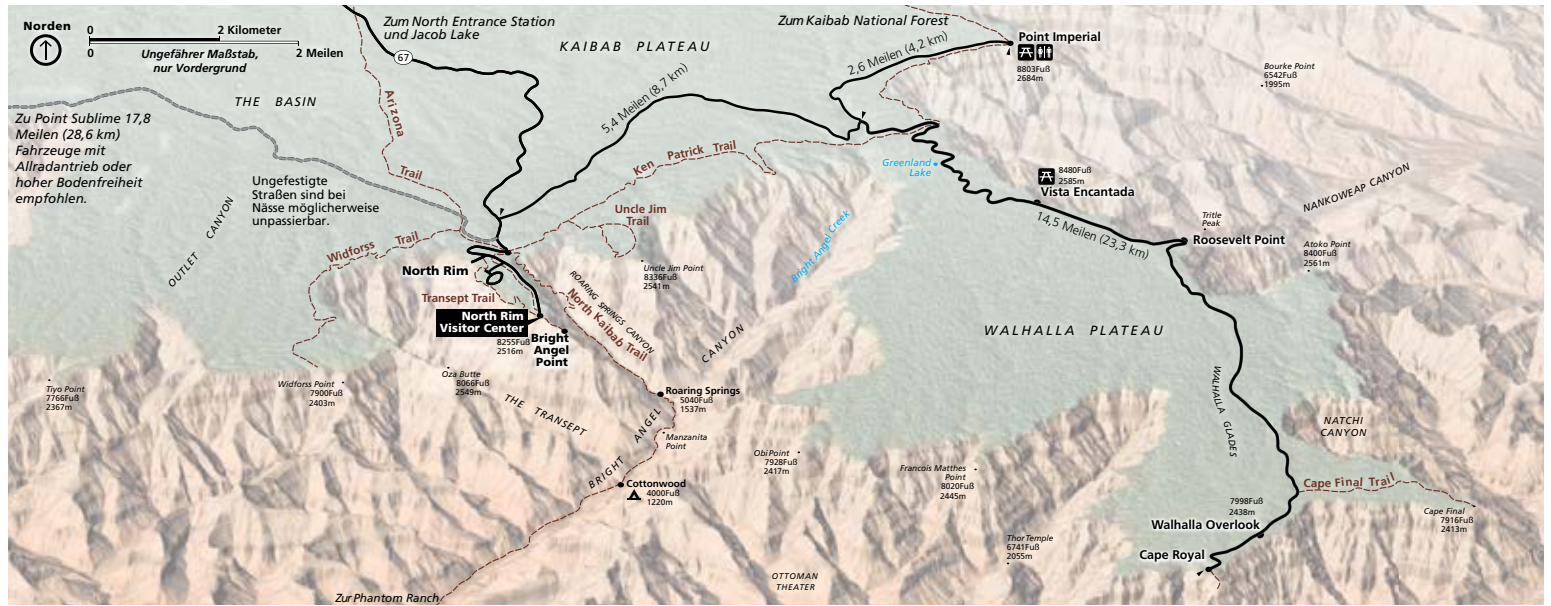 Norden
0
2 Kilometer
0
2 Meilen
Ungefährer Maßstab,
nur Vordergrund
Zum North Entrance Station
und Jacob Lake
Zum Kaibab National Forest
67
KAIBAB PLATEAU
2,6 Meilen (4,2 km)
Point Imperial
8803Fuß
2684m
Bourke Point
6542Fuß
1995m
THE BASIN
Arizona
Trail
5,4 Meilen (8,7 km)
Zu Point Sublime 17,8
Meilen (28,6 km)
Fahrzeuge mit
Allradantrieb oder
hoher Bodenfreiheit
empfohlen.
Ungefestigte
Straßen sind bei
Nässe möglicherweise
unpassierbar.
Ken Patrick Trail
Greenland
Lake
8480Fuß
2585m
Vista Encantada
NANKOWEAP CANYON
OUTLET CANYON
Widforss Trail
Uncle Jim
Trail
Bright Angel Creek
14,5 Meilen (23,3 km)
Tritle
Peak
Roosevelt Point
Atoko Point
8400Fuß
2561m
North Rim
Uncle Jim Point
8336Fuß
2541m
ROARING SPRINGS CANYON
Transept Trail
North Kaibab Trail
North Rim
Visitor Center
8255Fuß
2516m
Bright
Angel
Point
WALHALLA PLATEAU
Tiyo Point
7766Fuß
2367m
Widforss Point
7900Fuß
2403m
Oza Butte
8066Fuß
2549m
THE TRANSEPT
BRIGHT ANGEL CANYON
Roaring Springs
5040Fuß
1537m
WALHALLA GLADES
NATCHI
CANYON
Manzanita
Point
Obi Point
7928Fuß
2417m
Francois Matthes
Point
8020Fuß
2445m
Cottonwood
4000Fuß
1220m
Cape Final Trail
7998Fuß
2438m
Walhalla Overlook
Cape Final
7916Fuß
2413m
Thor Temple
6741Fuß
2055m
Cape Royal
OTTOMAN
THEATER
Zur Phantom Ranch